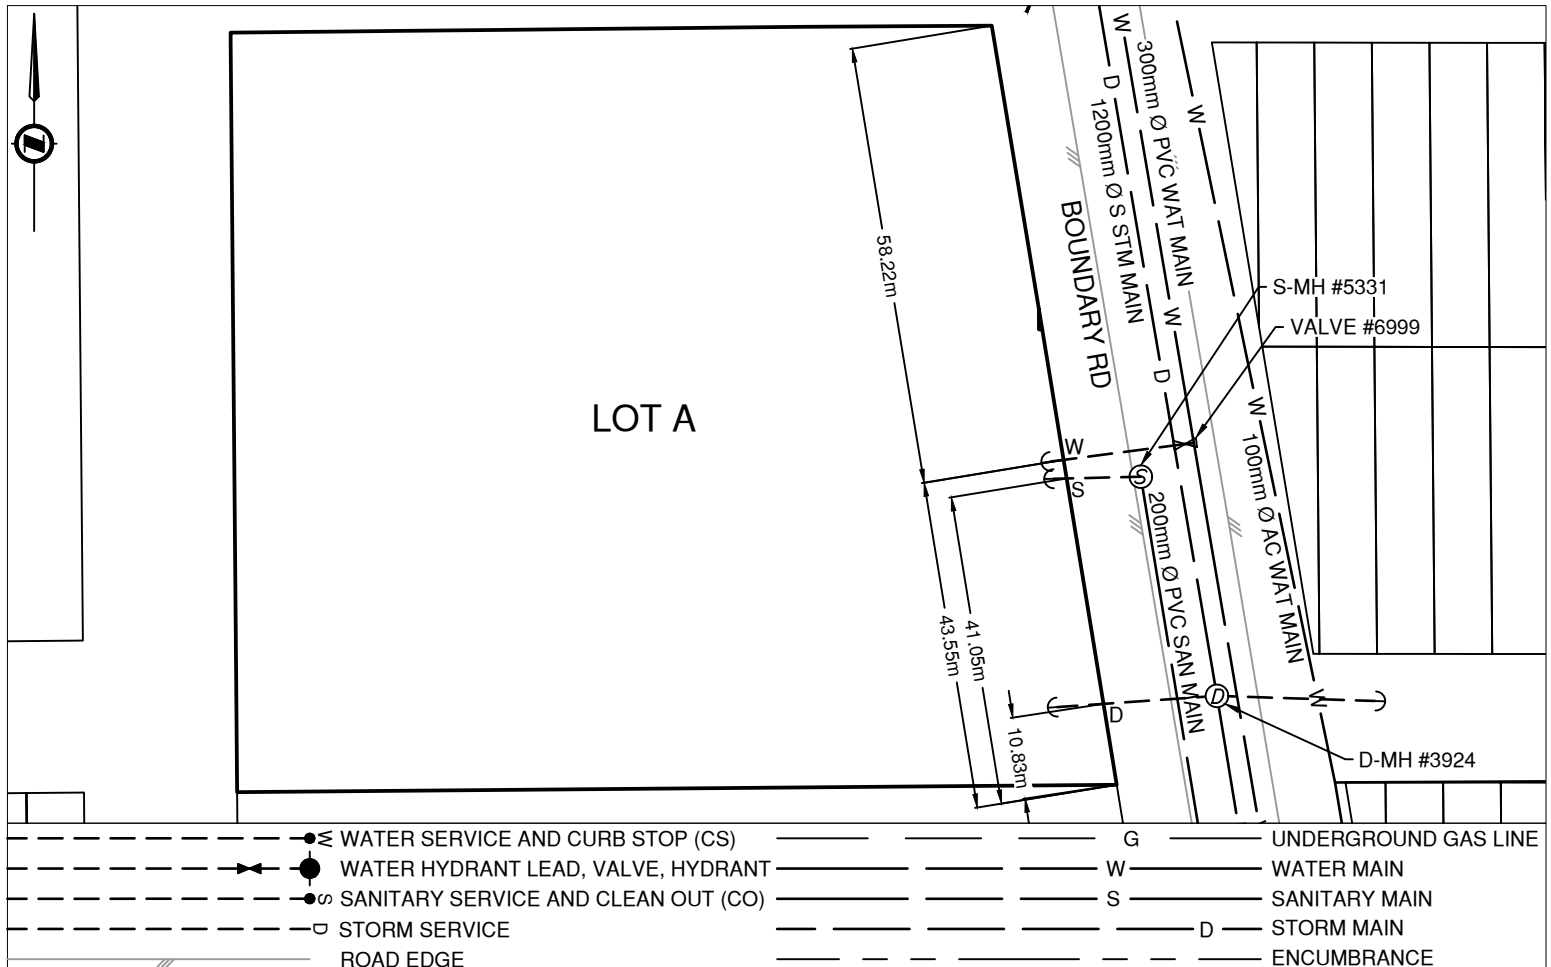 W
300mm Ø PVC WAT MAIN
D
1200mm Ø S STM MAIN
W
BOUNDARY RD
58.22m
S-MH #5331
W
VALVE #6999
D
LOT A
W
W
100mm Ø AC WAT MAIN
S
S
200mm Ø PVC SAN MAIN
43.55m
41.05m
D
D
W
10.83m
D-MH #3924
W WATER SERVICE AND CURB STOP (CS)
G UNDERGROUND GAS LINE
WATER HYDRANT LEAD, VALVE, HYDRANT
W WATER MAIN
S SANITARY SERVICE AND CLEAN OUT (CO)
S SANITARY MAIN
D STORM SERVICE
D STORM MAIN
ROAD EDGE
ENCUMBRANCE